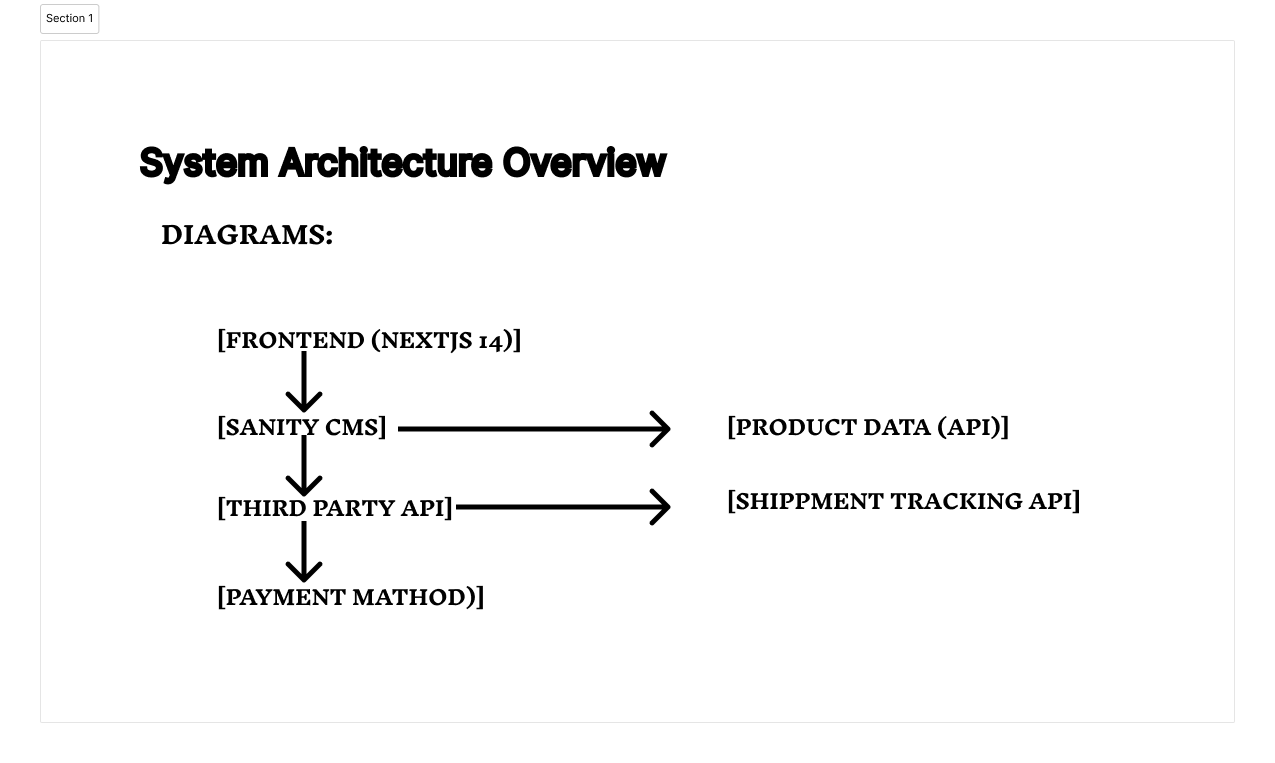 Section 1
System Architecture Overview
DIAGRAMS:
[FRONTEND (NEXTJS 14)]
[SANITY CMS]
[PRODUCT DATA (API)]
[THIRD PARTY API]
[SHIPPMENT TRACKING API]
[PAYMENT MATHOD)]